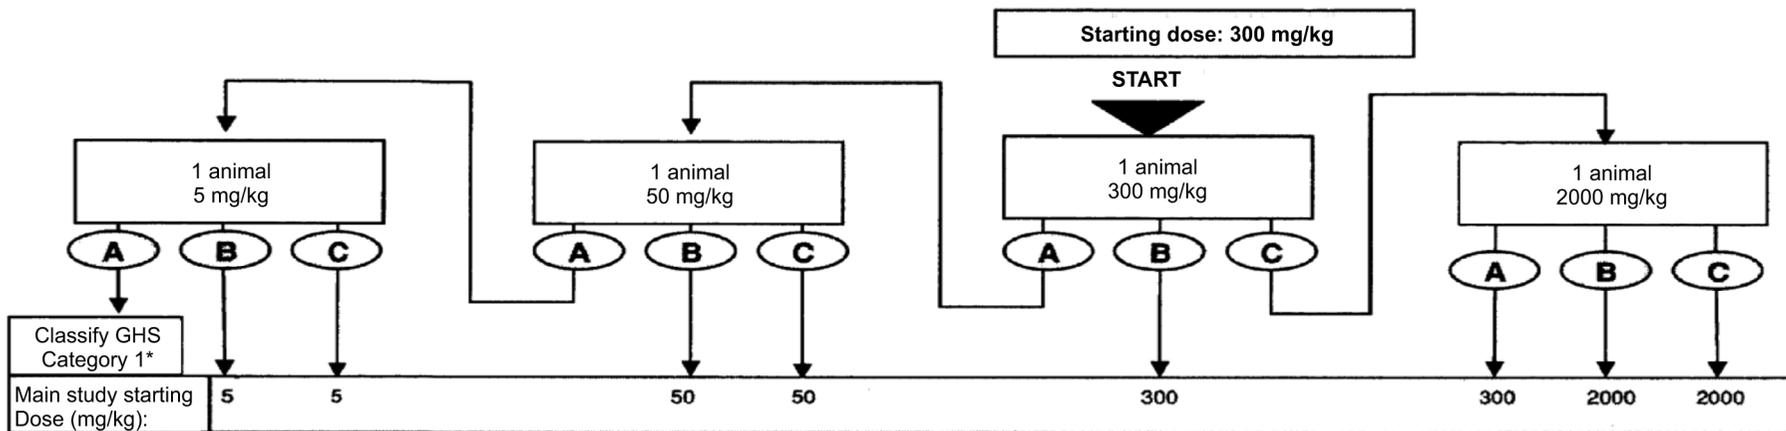 Starting dose: 300 mg/kg
START
1 animal
5 mg/kg
1 animal
50 mg/kg
1 animal
300 mg/kg
1 animal
2000 mg/kg
A B C
A B C
A B C
A B C
Classify GHS
Category 1*
Main study starting
Dose (mg/kg):
5 5 50 50 300 300 2000 2000